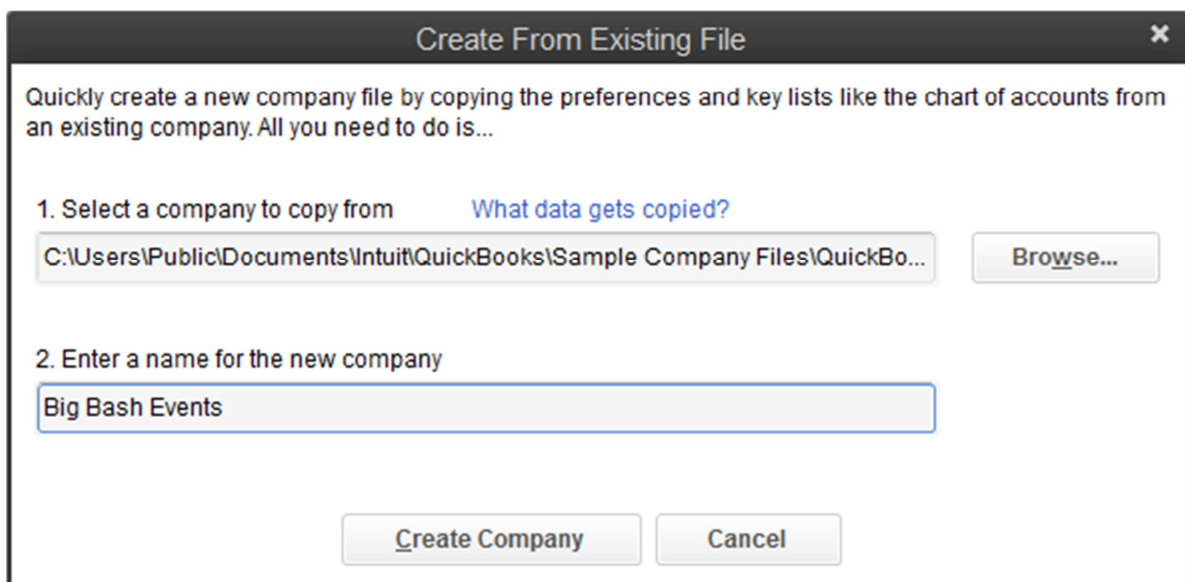 Create From Existing File
Quickly create a new company file by copying the preferences and key lists like the chart of accounts from
an existing company. All you need to do is...
1. Select a company to copy from What data gets copied?
C:\Users\Public\Documents\Intuit\QuickBooks\Sample Company Files\QuickBo... Browse...
2. Enter a name for the new company
Big Bash Events
Create Company Cancel